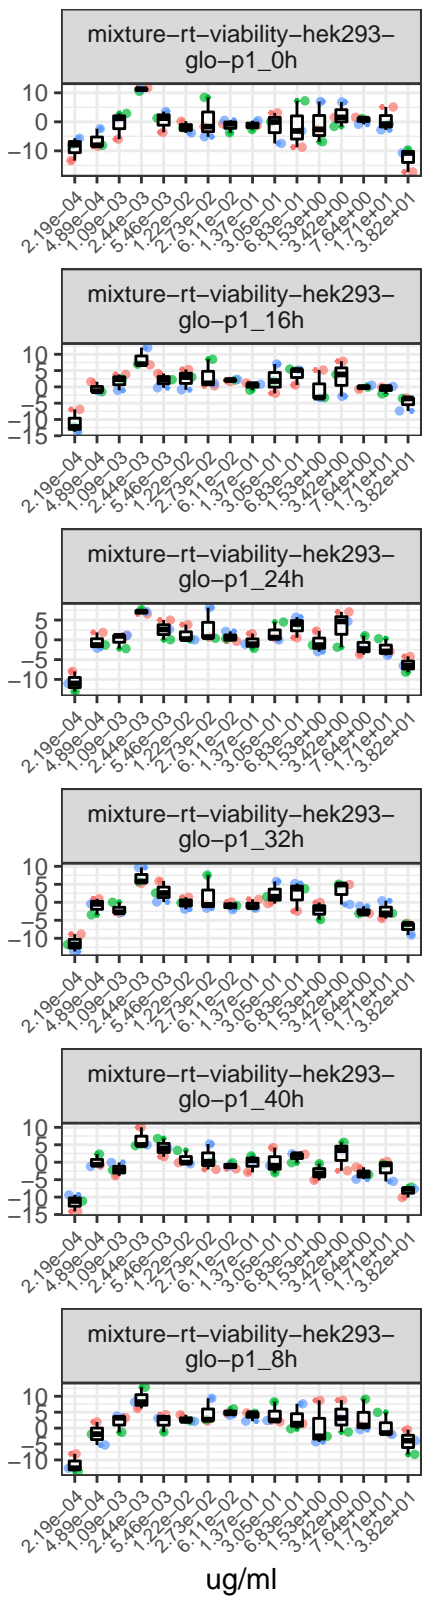 mixture−rt−viability−hek293−
glo−p1_0h
10
0
−10
2.19e−04
4.89e−04
1.09e−03
2.44e−03
5.46e−03
1.22e−02
2.73e−02
6.11e−02
1.37e−01
3.05e−01
6.83e−01
1.53e+00
3.42e+00
7.64e+00
1.71e+01
3.82e+01
mixture−rt−viability−hek293−
glo−p1_16h
10
5
0
−5
−10
−15
2.19e−04
4.89e−04
1.09e−03
2.44e−03
5.46e−03
1.22e−02
2.73e−02
6.11e−02
1.37e−01
3.05e−01
6.83e−01
1.53e+00
3.42e+00
7.64e+00
1.71e+01
3.82e+01
mixture−rt−viability−hek293−
glo−p1_24h
5
0
−5
−10
2.19e−04
4.89e−04
1.09e−03
2.44e−03
5.46e−03
1.22e−02
2.73e−02
6.11e−02
1.37e−01
3.05e−01
6.83e−01
1.53e+00
3.42e+00
7.64e+00
1.71e+01
3.82e+01
mixture−rt−viability−hek293−
glo−p1_32h
10
5
0
−5
−10
2.19e−04
4.89e−04
1.09e−03
2.44e−03
5.46e−03
1.22e−02
2.73e−02
6.11e−02
1.37e−01
3.05e−01
6.83e−01
1.53e+00
3.42e+00
7.64e+00
1.71e+01
3.82e+01
mixture−rt−viability−hek293−
glo−p1_40h
10
5
0
−5
−10
−15
2.19e−04
4.89e−04
1.09e−03
2.44e−03
5.46e−03
1.22e−02
2.73e−02
6.11e−02
1.37e−01
3.05e−01
6.83e−01
1.53e+00
3.42e+00
7.64e+00
1.71e+01
3.82e+01
mixture−rt−viability−hek293−
glo−p1_8h
10
5
0
−5
−10
2.19e−04
4.89e−04
1.09e−03
2.44e−03
5.46e−03
1.22e−02
2.73e−02
6.11e−02
1.37e−01
3.05e−01
6.83e−01
1.53e+00
3.42e+00
7.64e+00
1.71e+01
3.82e+01
ug/ml